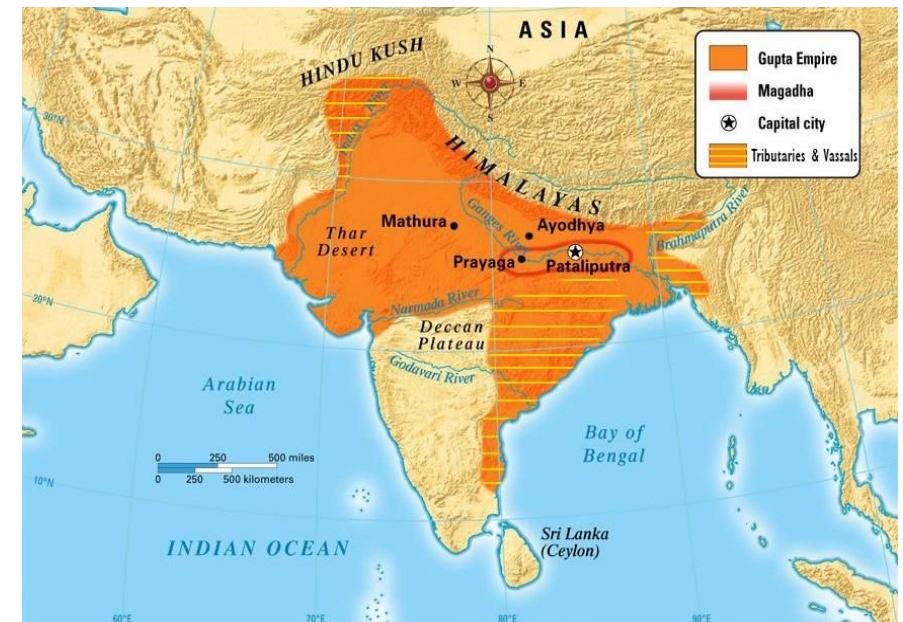 ASIA
HINDU KUSH
N
W
E
S
Gupta Empire
Magadha
Capital city
Tributaries & Vassals
30°N
Indus River
HIMALAYAS
Ganges River
Brahmaputra River
Mathura
Ayodhya
Thar
Desert
Prayaga
Pataliputra
20°N
Narmada River
Deccan
Plateau
Godavari River
Arabian
Sea
Bay of
Bengal
0 250 500 miles
0 250 500 kilometers
10°N
INDIAN OCEAN
Sri Lanka
(Ceylon)
60°E
70°E
80°E
90°E